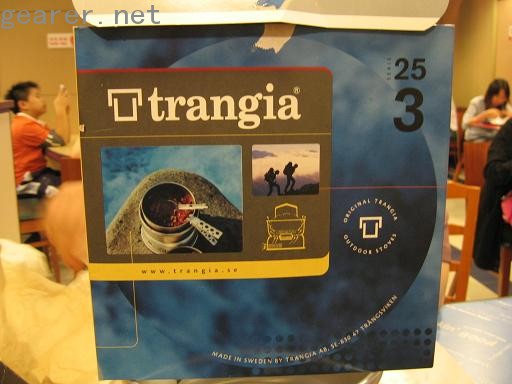 gearer.net
trangia®
SERIE
25
3
ORIGINAL TRANGIA
OUTDOOR STOVES
www.trangia.se
MADE IN SWEDEN BY TRANGIA AB, SE-830 47 TRÅNGSVIKEN